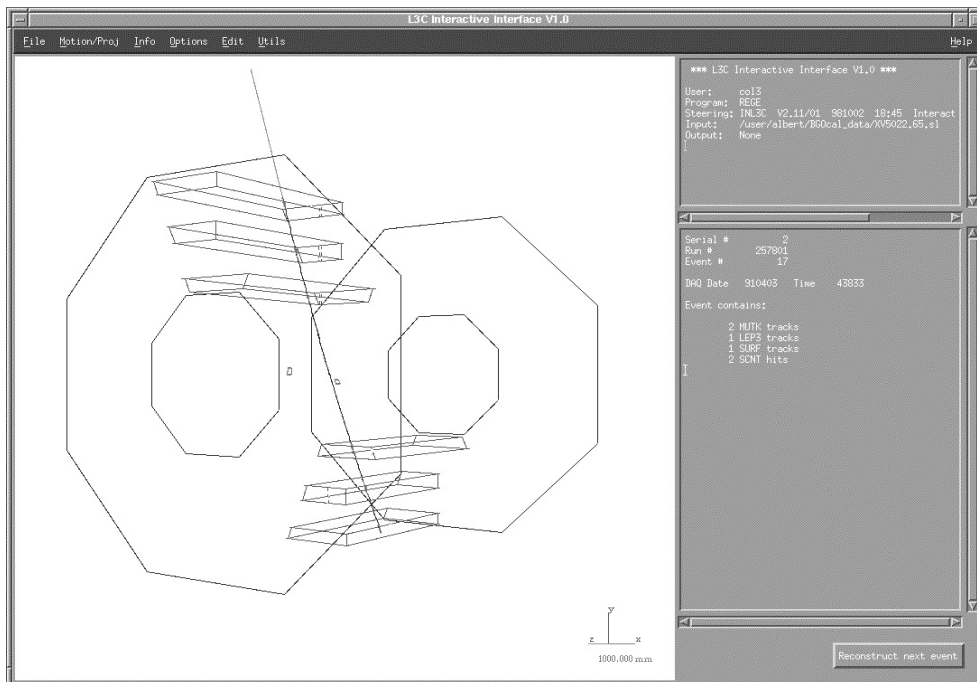 L3C Interactive Interface V1.0
File Motion/Proj Info Options Edit Utils Help
*** L3C Interactive Interface V1.0 ***
User: col3
Program: REGE
Steering: INL3C V2.11/01 981002 18:45 Interact
Input: /user/albert/BGOcal_data/XV5022.65.sl
Output: None
Serial # 2
Run # 257801
Event # 17
DAQ Date 910403 Time 43833
Event contains:
2 MUTK tracks
1 LEP3 tracks
1 SURF tracks
2 SCNT hits
y
z x
1000.000 mm
Reconstruct next event